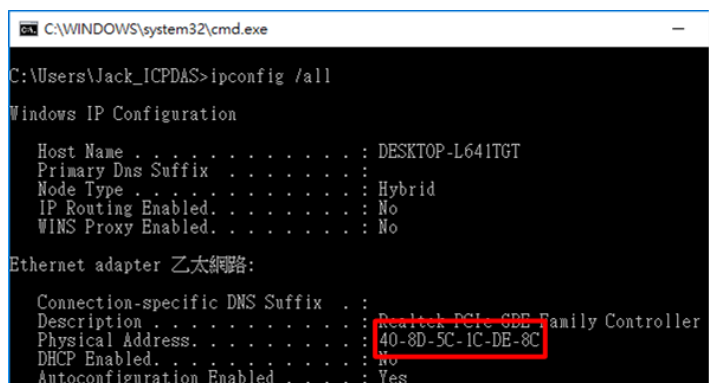 C:\WINDOWS\system32\cmd.exe
C:\Users\Jack_ICPDAS>ipconfig /all
Windows IP Configuration
Host Name . . . . . . . . . . . . : DESKTOP-L641TGT
Primary Dns Suffix . . . . . . . :
Node Type . . . . . . . . . . . . : Hybrid
IP Routing Enabled. . . . . . . . : No
WINS Proxy Enabled. . . . . . . . : No
Ethernet adapter 乙太網路:
Connection-specific DNS Suffix . :
Description . . . . . . . . . . . : Realtek PCIe GBE Family Controller
Physical Address. . . . . . . . . : 40-8D-5C-1C-DE-8C
DHCP Enabled. . . . . . . . . . . : No
Autoconfiguration Enabled . . . . : Yes